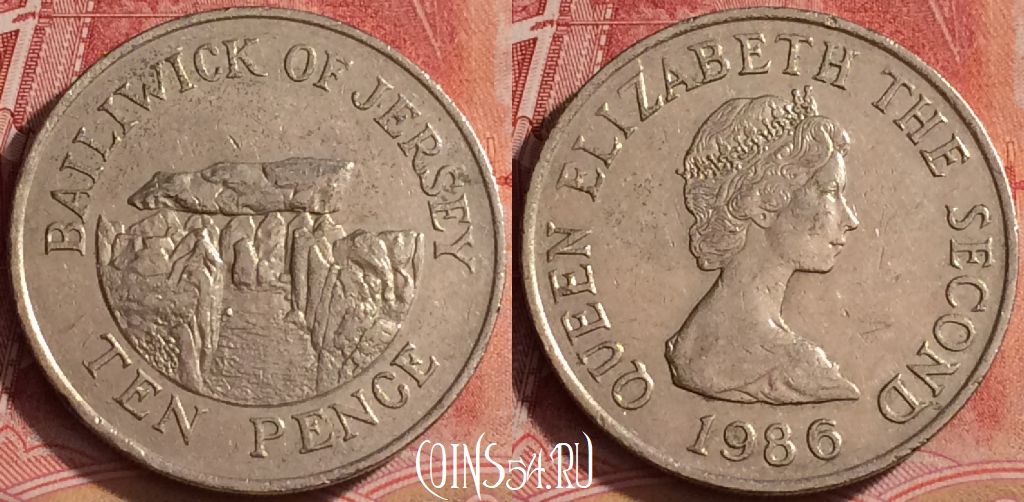 BAILIWICK OF JERSEY
TEN PENCE
QUEEN ELIZABETH THE SECOND
1986
COINS54.RU